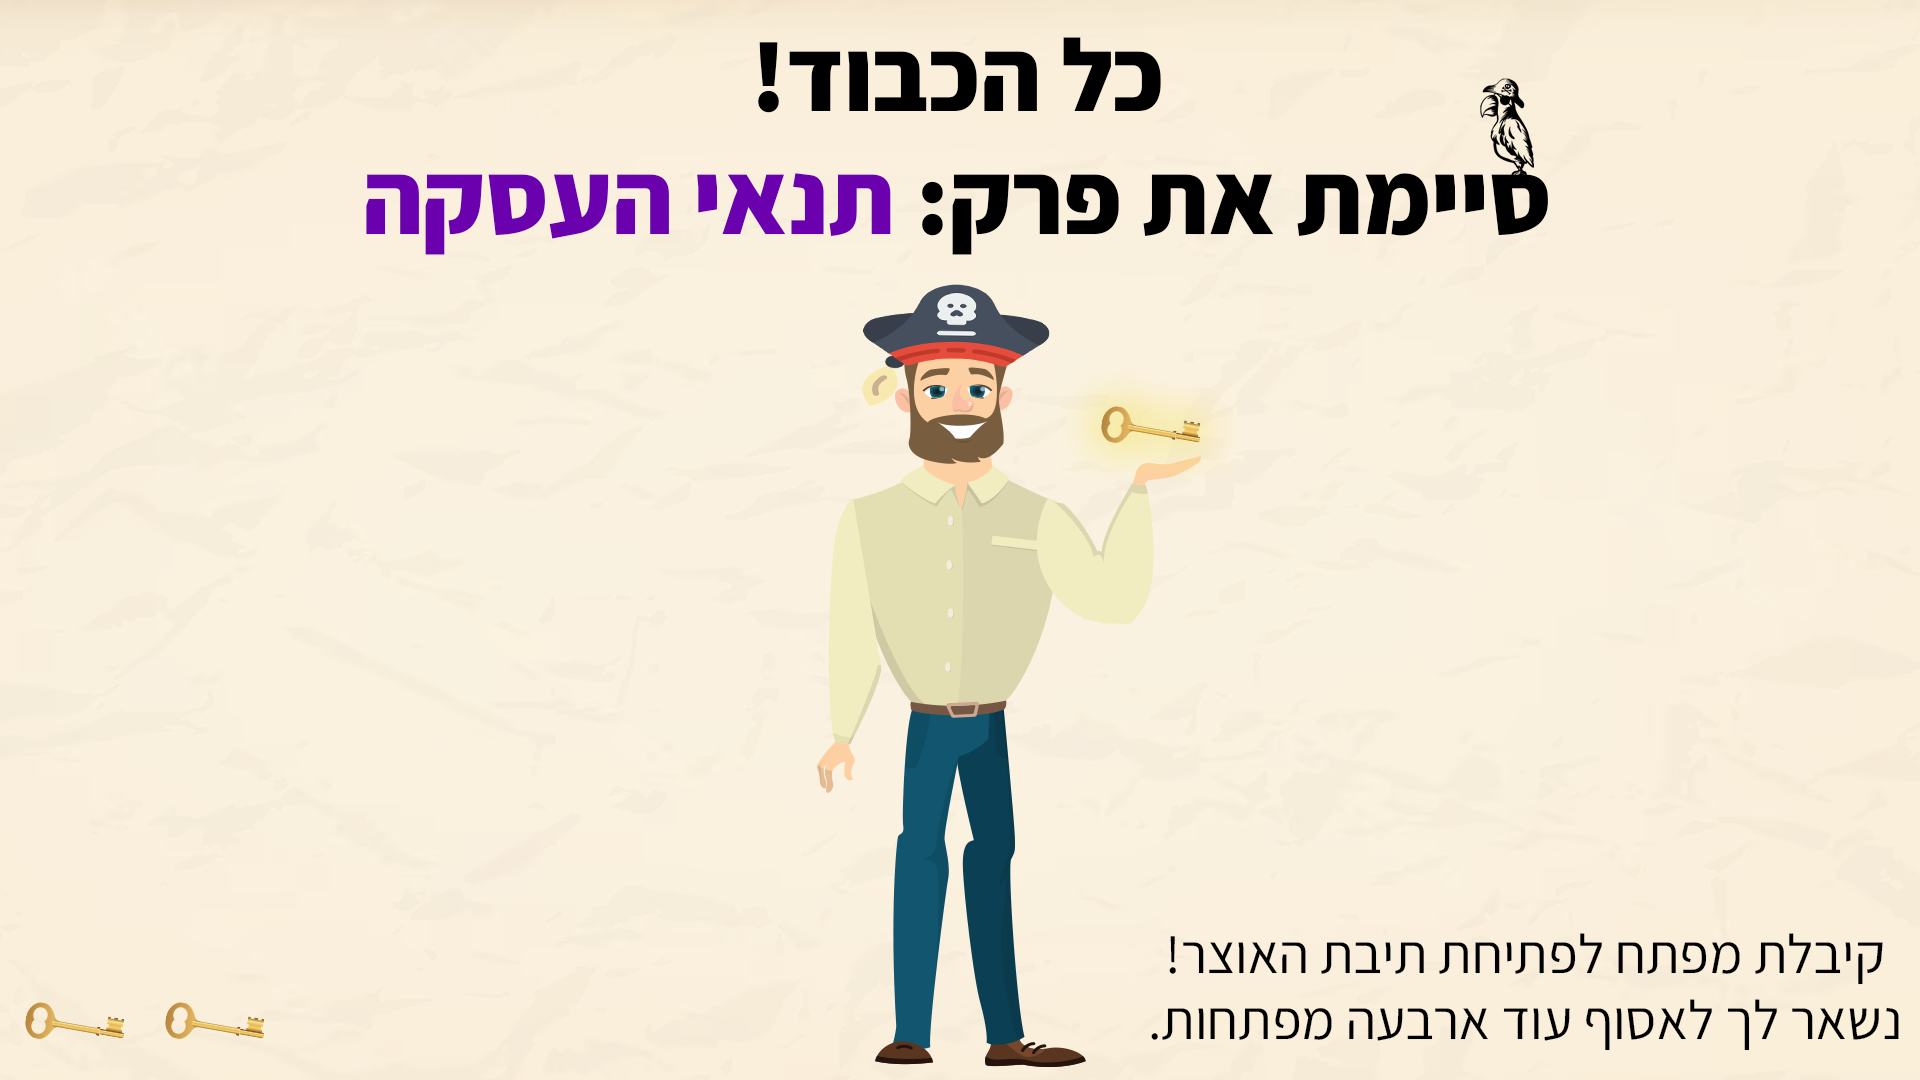 כל הכבוד!
סיימת את פרק: תנאי העסקה
קיבלת מפתח לפתיחת תיבת האוצר!
נשאר לך לאסוף עוד ארבעה מפתחות.